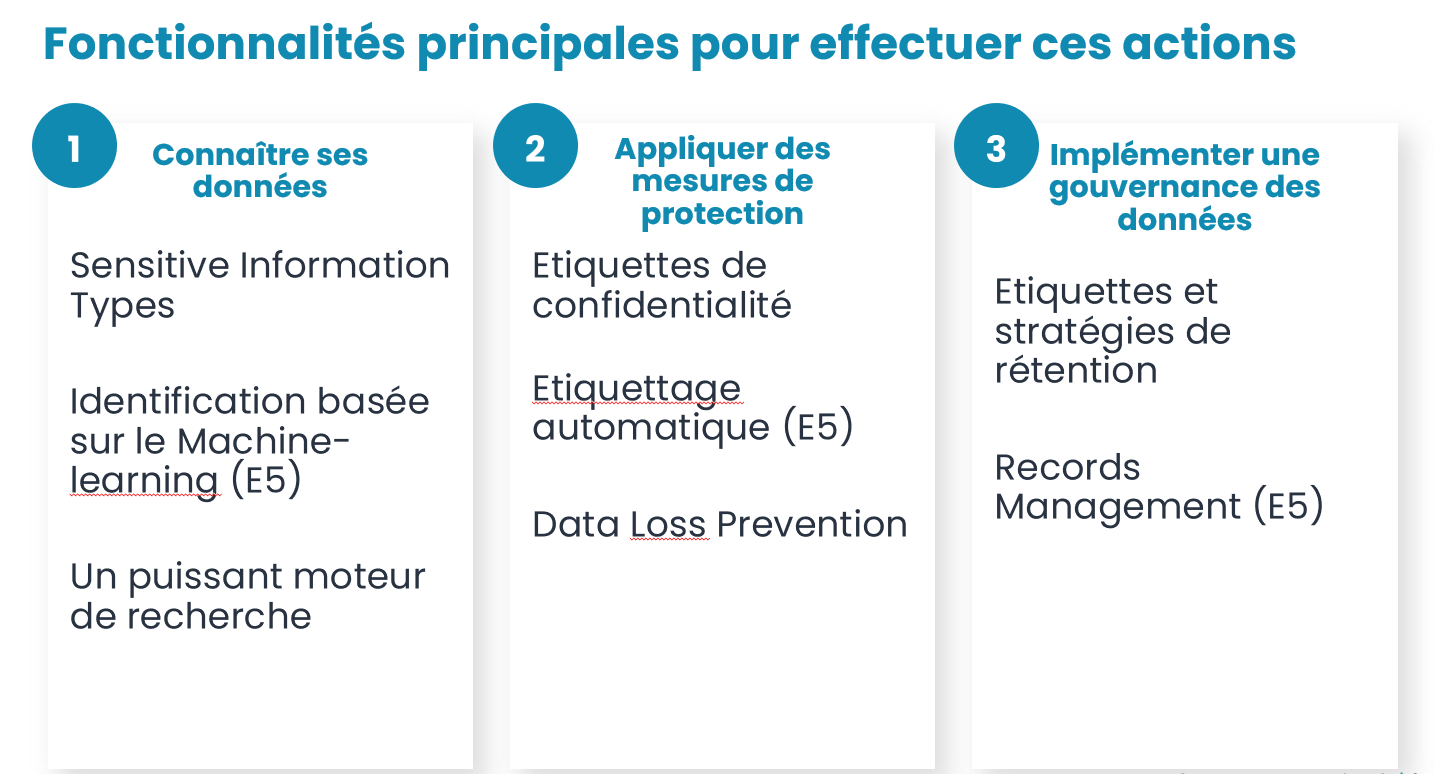 Fonctionnalités principales pour effectuer ces actions
1
Connaître ses
données
Sensitive Information
Types
Identification basée
sur le Machine-
learning (E5)
Un puissant moteur
de recherche
2
Appliquer des
mesures de
protection
Etiquettes de
confidentialité
Etiquettage
automatique (E5)
Data Loss Prevention
3
Implémenter une
gouvernance des
données
Etiquettes et
stratégies de
rétention
Records
Management (E5)